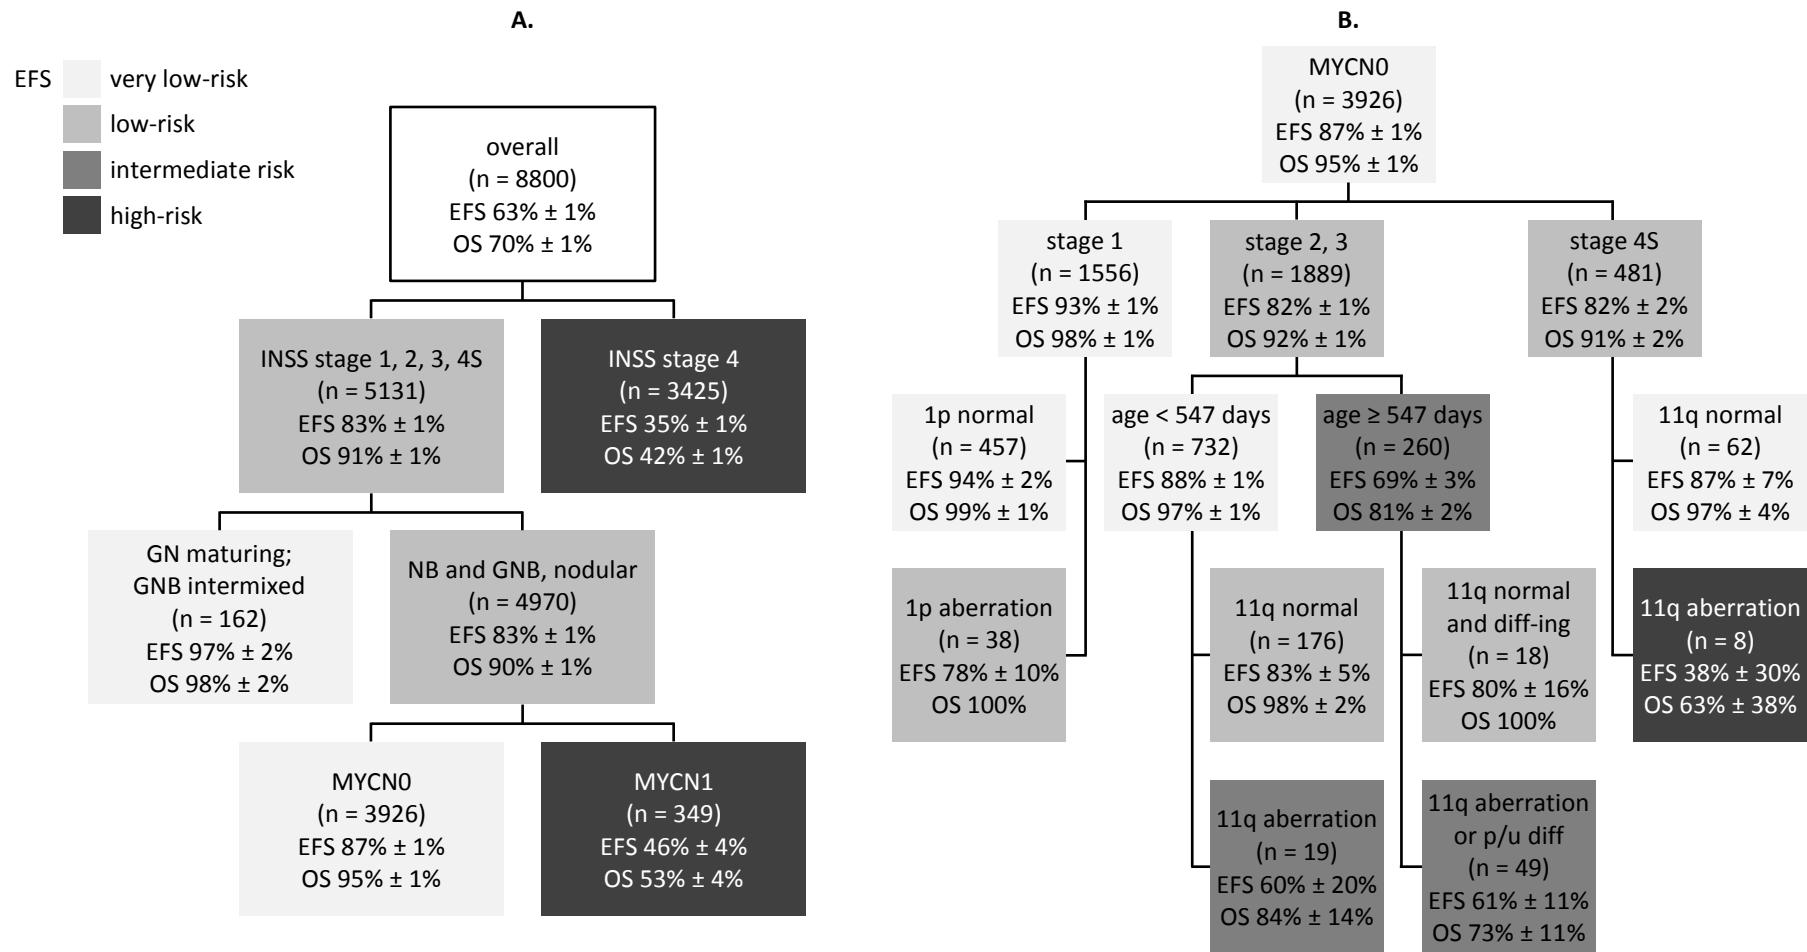 A.
EFS
very low-risk
low-risk
intermediate risk
high-risk
overall
(n = 8800)
EFS 63% ± 1%
OS 70% ± 1%
INSS stage 1, 2, 3, 4S
(n = 5131)
EFS 83% ± 1%
OS 91% ± 1%
INSS stage 4
(n = 3425)
EFS 35% ± 1%
OS 42% ± 1%
GN maturing;
GNB intermixed
(n = 162)
EFS 97% ± 2%
OS 98% ± 2%
NB and GNB, nodular
(n = 4970)
EFS 83% ± 1%
OS 90% ± 1%
MYCN0
(n = 3926)
EFS 87% ± 1%
OS 95% ± 1%
MYCN1
(n = 349)
EFS 46% ± 4%
OS 53% ± 4%
B.
MYCN0
(n = 3926)
EFS 87% ± 1%
OS 95% ± 1%
stage 1
(n = 1556)
EFS 93% ± 1%
OS 98% ± 1%
stage 2, 3
(n = 1889)
EFS 82% ± 1%
OS 92% ± 1%
stage 4S
(n = 481)
EFS 82% ± 2%
OS 91% ± 2%
1p normal
(n = 457)
EFS 94% ± 2%
OS 99% ± 1%
age < 547 days
(n = 732)
EFS 88% ± 1%
OS 97% ± 1%
age ≥ 547 days
(n = 260)
EFS 69% ± 3%
OS 81% ± 2%
11q normal
(n = 62)
EFS 87% ± 7%
OS 97% ± 4%
1p aberration
(n = 38)
EFS 78% ± 10%
OS 100%
11q normal
(n = 176)
EFS 83% ± 5%
OS 98% ± 2%
11q normal
and diff-ing
(n = 18)
EFS 80% ± 16%
OS 100%
11q aberration
(n = 8)
EFS 38% ± 30%
OS 63% ± 38%
11q aberration
(n = 19)
EFS 60% ± 20%
OS 84% ± 14%
11q aberration
or p/u diff
(n = 49)
EFS 61% ± 11%
OS 73% ± 11%